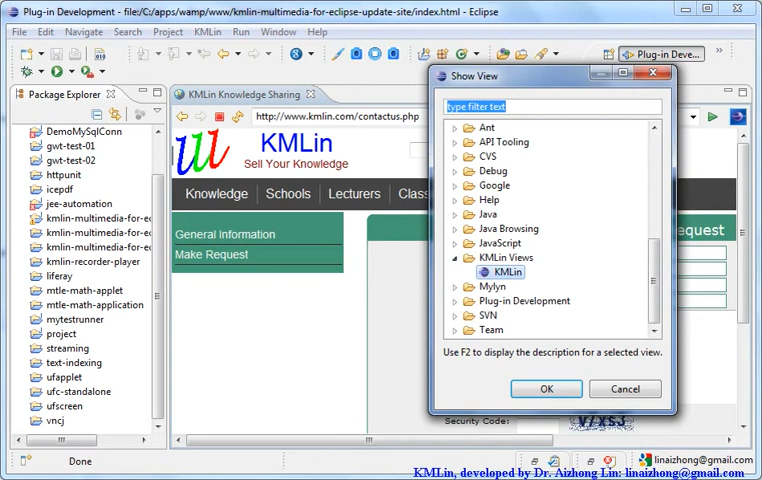 Plug-in Development - file:/C:/apps/wamp/www/kmlin-multimedia-for-eclipse-update-site/index.html - Eclipse
File Edit Navigate Search Project KMLin Run Window Help
Plug-in Deve...
Package Explorer
DemoMySqlConn
gwt-test-01
gwt-test-02
httpunit
icepdf
jee-automation
kmlin-multimedia-for-ec
kmlin-multimedia-for-ec
kmlin-multimedia-for-ec
kmlin-recorder-player
liferay
mtle-math-applet
mtle-math-application
mytestrunner
project
streaming
text-indexing
ufapplet
ufc-standalone
ufscreen
vncj
KMLin Knowledge Sharing
http://www.kmlin.com/contactus.php
KMLin
Sell Your Knowledge
Knowledge Schools Lecturers Class
General Information
Make Request
equest
Security Code:
Show View
type filter text
Ant
API Tooling
CVS
Debug
Google
Help
Java
Java Browsing
JavaScript
KMLin Views
KMLin
Mylyn
Plug-in Development
SVN
Team
Use F2 to display the description for a selected view.
OK
Cancel
Done
linaizhong@gmail.com
KMLin, developed by Dr. Aizhong Lin: linaizhong@gmail.com